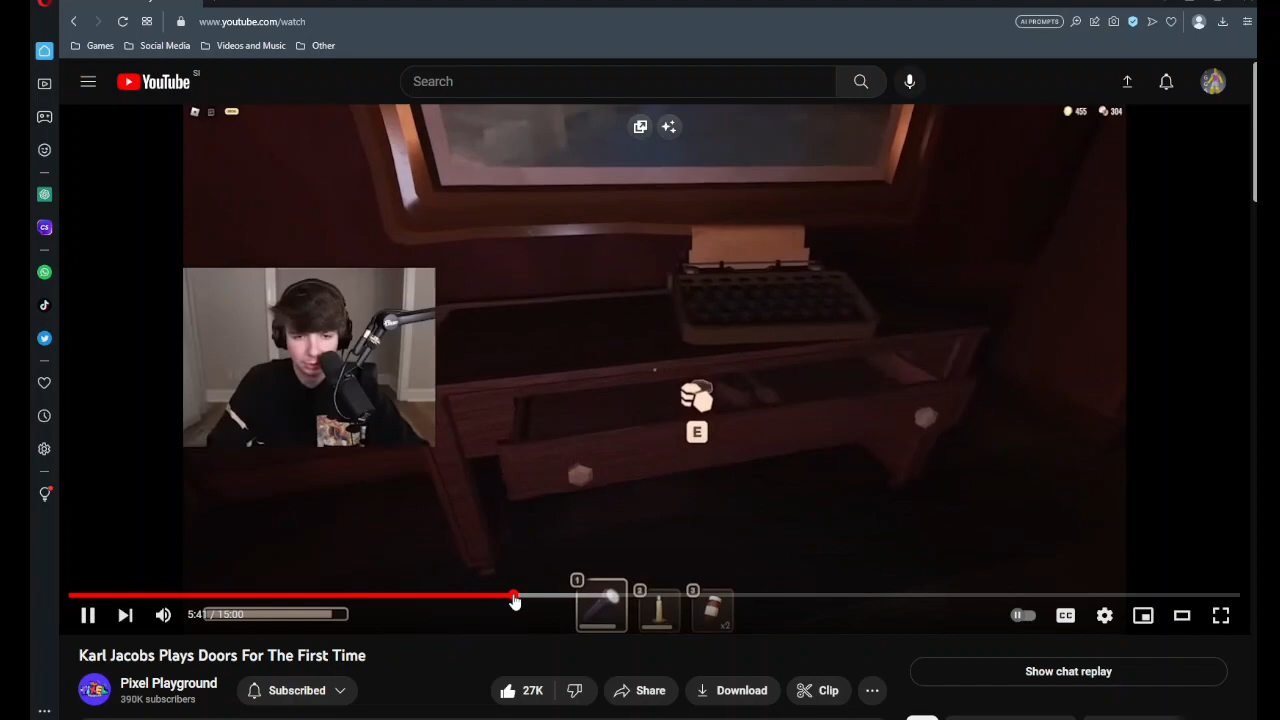 www.youtube.com/watch
AI PROMPTS
Games
Social Media
Videos and Music
Other
YouTube SI
Search
455
304
E
1
2
3
x2
5:41 / 15:00
CC
Karl Jacobs Plays Doors For The First Time
Pixel Playground
390K subscribers
Subscribed
27K
Share
Download
Clip
Show chat replay